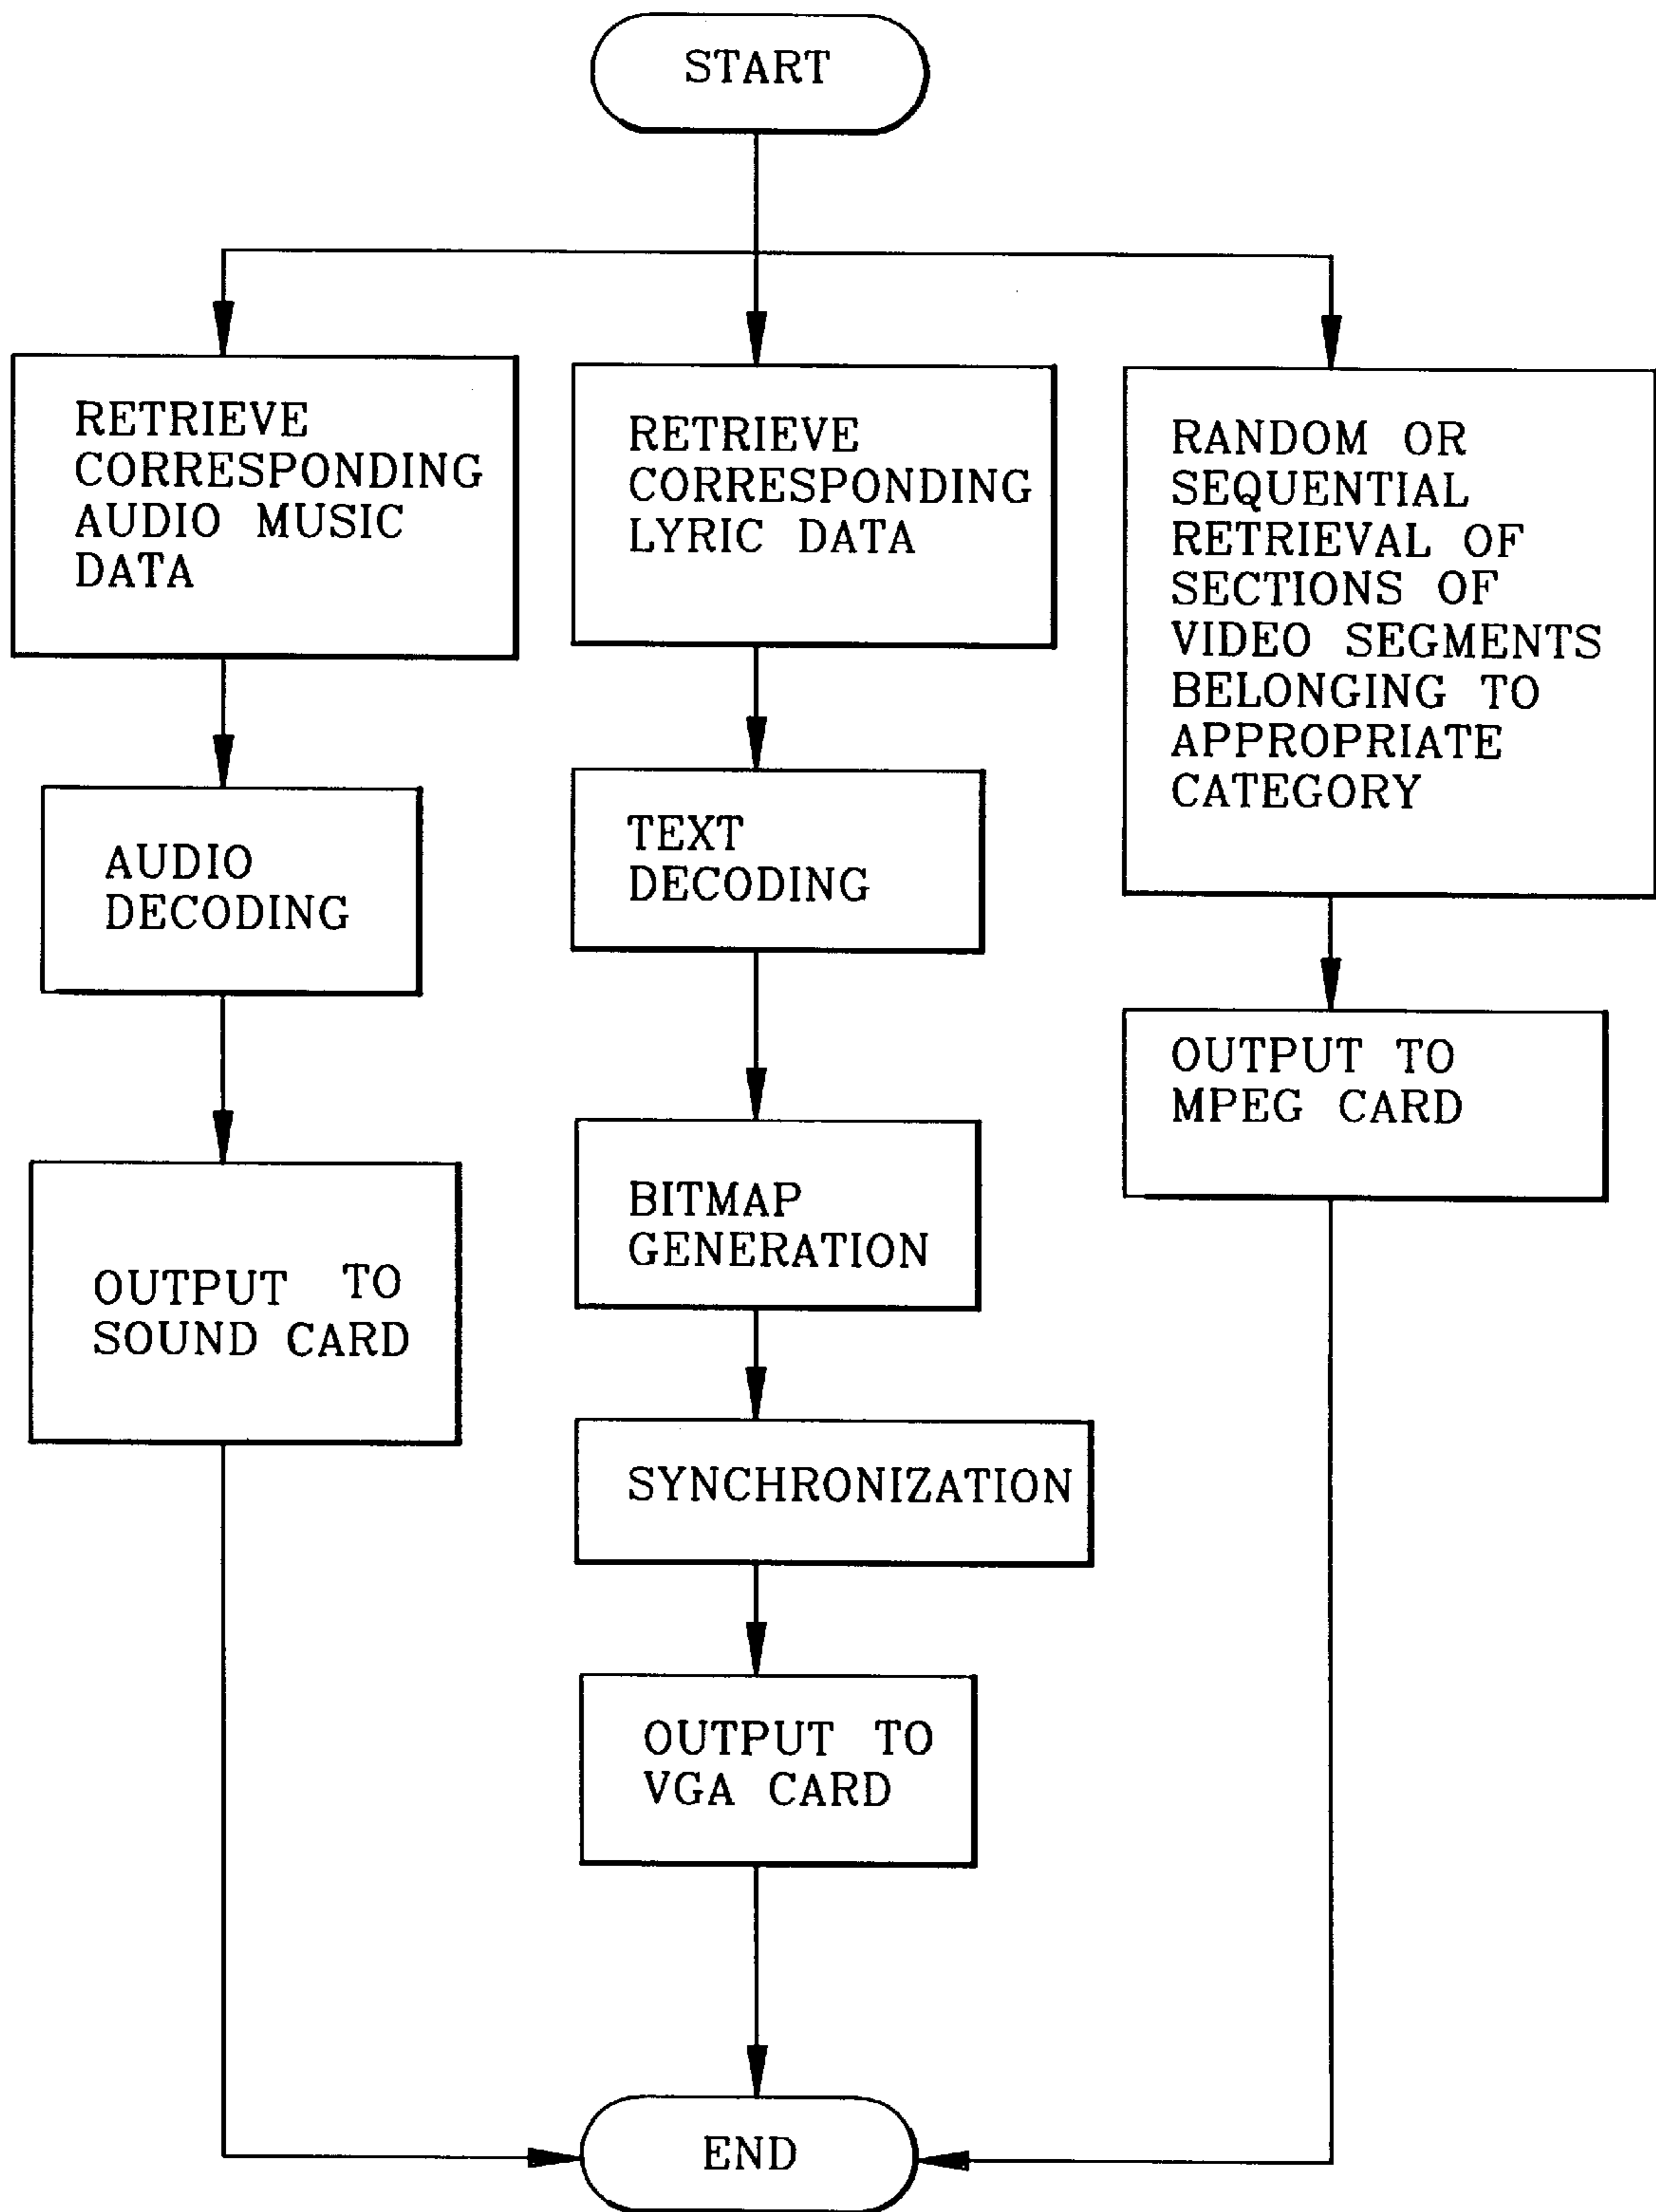 START
RETRIEVE
CORRESPONDING
AUDIO MUSIC
DATA
AUDIO
DECODING
OUTPUT TO
SOUND CARD
RETRIEVE
CORRESPONDING
LYRIC DATA
TEXT
DECODING
BITMAP
GENERATION
SYNCHRONIZATION
OUTPUT TO
VGA CARD
RANDOM OR
SEQUENTIAL
RETRIEVAL OF
SECTIONS OF
VIDEO SEGMENTS
BELONGING TO
APPROPRIATE
CATEGORY
OUTPUT TO
MPEG CARD
END